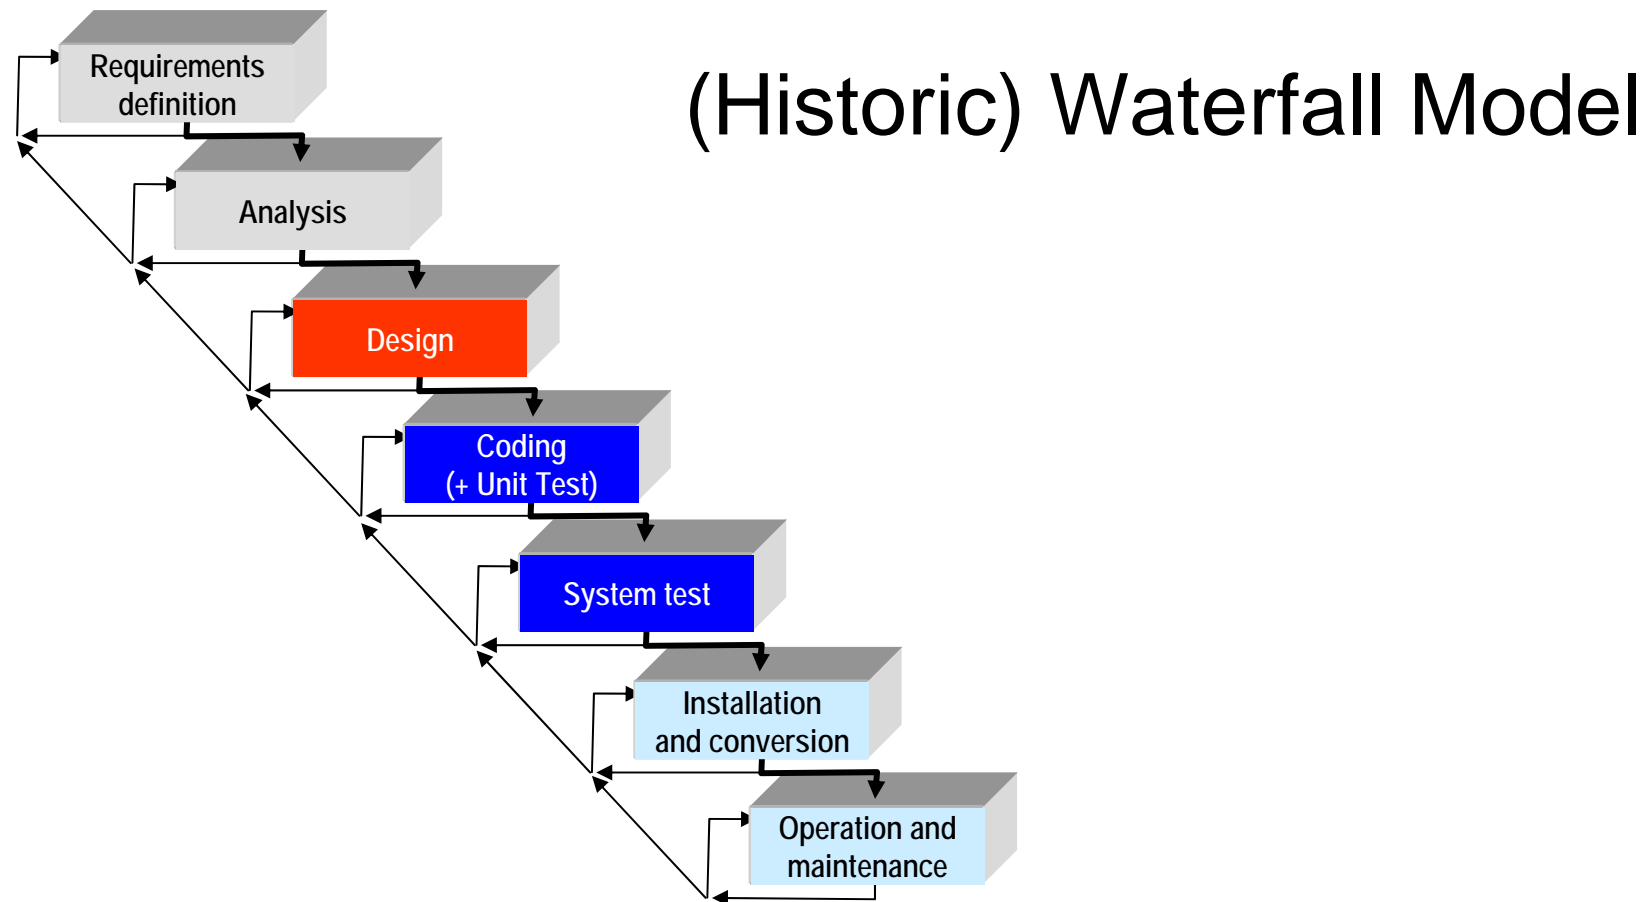 (Historic) Waterfall Model
Requirements
definition
Analysis
Design
Coding
(+ Unit Test)
System test
Installation
and conversion
Operation and
maintenance